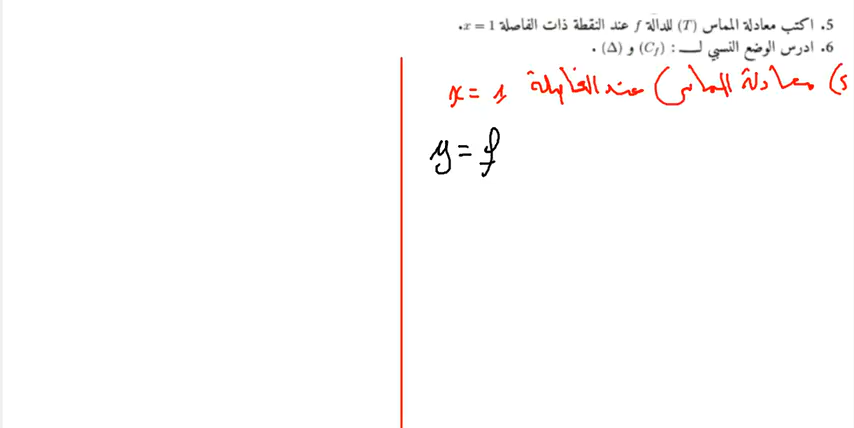 5. اكتب معادلة المماس (T) للدالة f عند النقطة ذات الفاصلة x = 1.
6. ادرس الوضع النسبي لـــ : (Cf) و (Δ) .
5) معادلة المماس عند الفاصلة x = 1
y = f